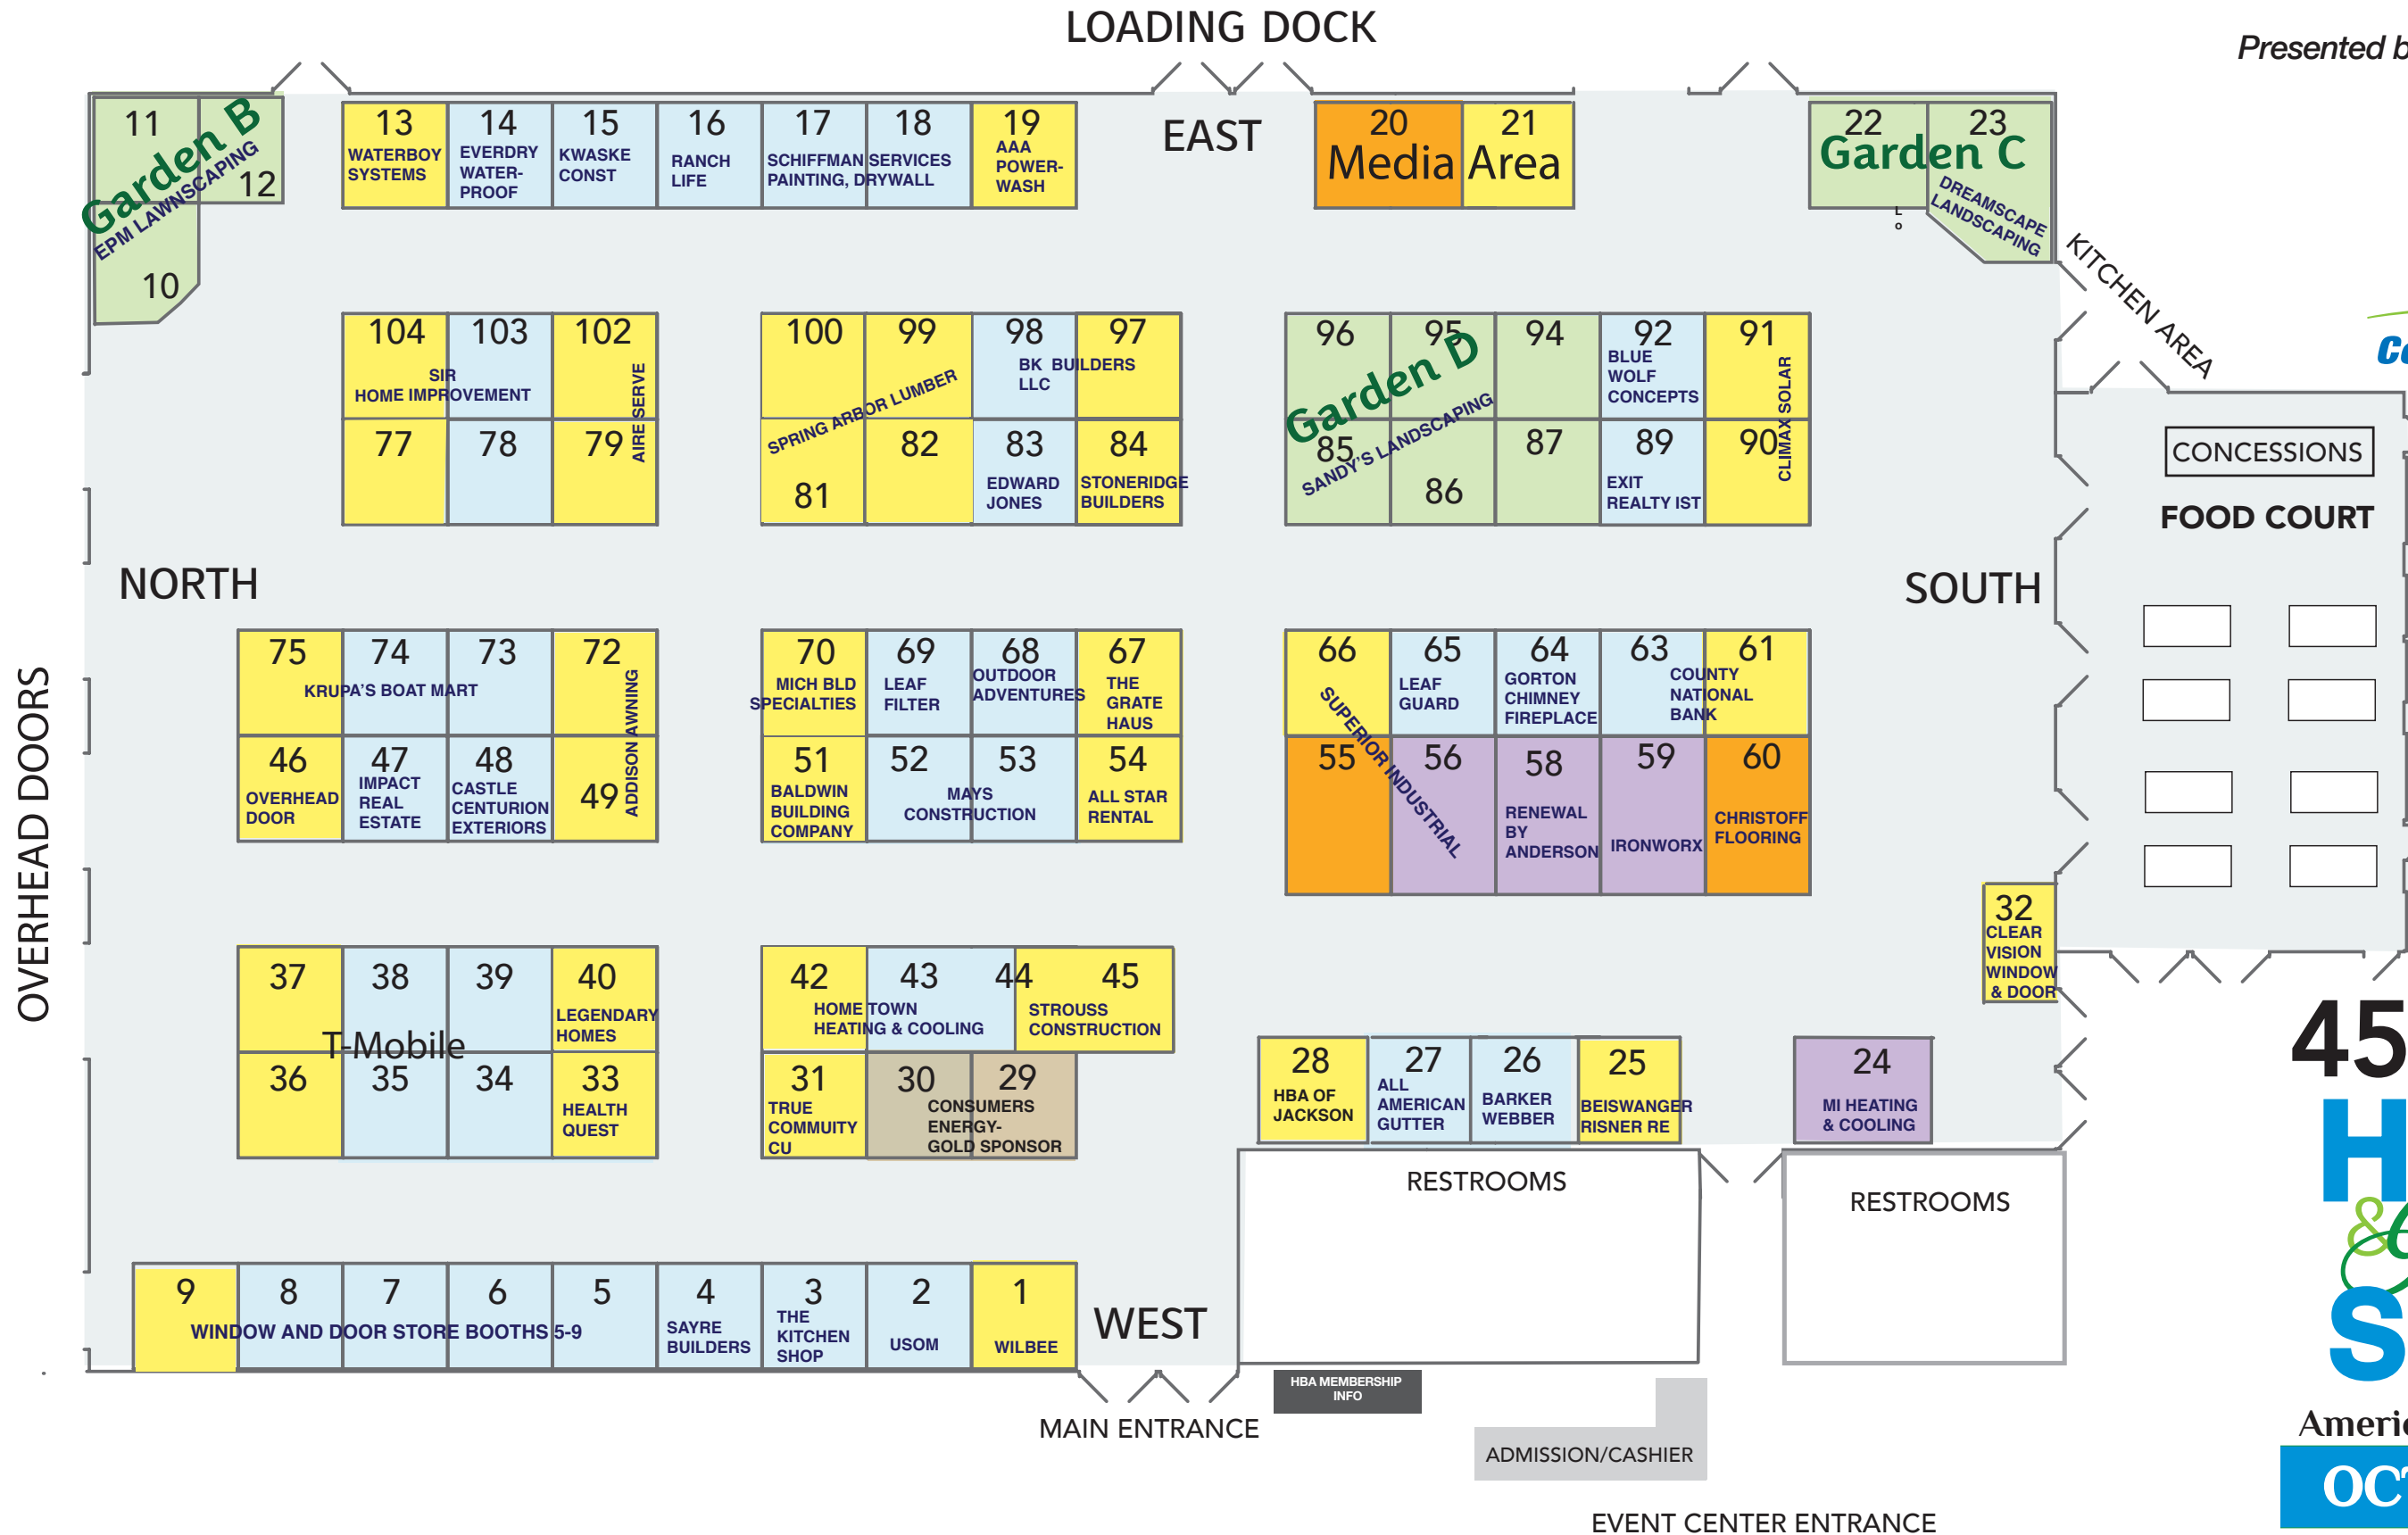 LOADING DOCK
Presented b
11
Garden B
EPM LAWNSCAPING
12
10
13
WATERBOY
SYSTEMS
14
EVERDRY
WATER-
PROOF
15
KWASKE
CONST
16
RANCH
LIFE
17
18
SCHIFFMAN SERVICES
PAINTING, DRYWALL
19
AAA
POWER-
WASH
EAST
20
21
Media Area
22
23
Garden C
DREAMSCAPE
LANDSCAPING
L
o
KITCHEN AREA
104
103
102
SIR
HOME IMPROVEMENT
AIRE SERVE
77
78
79
100
99
SPRING ARBOR LUMBER
81
82
98
97
BK BUILDERS
LLC
83
EDWARD
JONES
84
STONERIDGE
BUILDERS
96
95
94
Garden D
SANDY'S LANDSCAPING
85
86
87
92
BLUE
WOLF
CONCEPTS
91
CLIMAX SOLAR
89
EXIT
REALTY IST
90
CONCESSIONS
FOOD COURT
NORTH
SOUTH
OVERHEAD DOORS
75
74
73
KRUPA'S BOAT MART
72
ADDISON AWNING
46
OVERHEAD
DOOR
47
IMPACT
REAL
ESTATE
48
CASTLE
CENTURION
EXTERIORS
49
70
MICH BLD
SPECIALTIES
69
LEAF
FILTER
68
OUTDOOR
ADVENTURES
67
THE
GRATE
HAUS
51
BALDWIN
BUILDING
COMPANY
52
53
MAYS
CONSTRUCTION
54
ALL STAR
RENTAL
66
SUPERIOR INDUSTRIAL
65
LEAF
GUARD
64
GORTON
CHIMNEY
FIREPLACE
63
61
COUNTY
NATIONAL
BANK
55
56
58
RENEWAL
BY
ANDERSON
59
IRONWORX
60
CHRISTOFF
FLOORING
32
CLEAR
VISION
WINDOW
& DOOR
37
38
39
40
LEGENDARY
HOMES
T-Mobile
36
35
34
33
HEALTH
QUEST
42
43
44
HOME TOWN
HEATING & COOLING
45
STROUSS
CONSTRUCTION
31
TRUE
COMMUITY
CU
30
29
CONSUMERS
ENERGY-
GOLD SPONSOR
28
HBA OF
JACKSON
27
ALL
AMERICAN
GUTTER
26
BARKER
WEBBER
25
BEISWANGER
RISNER RE
24
MI HEATING
& COOLING
RESTROOMS
RESTROOMS
45
H
&
S
9
8
7
6
5
WINDOW AND DOOR STORE BOOTHS 5-9
4
SAYRE
BUILDERS
3
THE
KITCHEN
SHOP
2
USOM
1
WILBEE
WEST
MAIN ENTRANCE
HBA MEMBERSHIP
INFO
ADMISSION/CASHIER
EVENT CENTER ENTRANCE
Americ
OCT